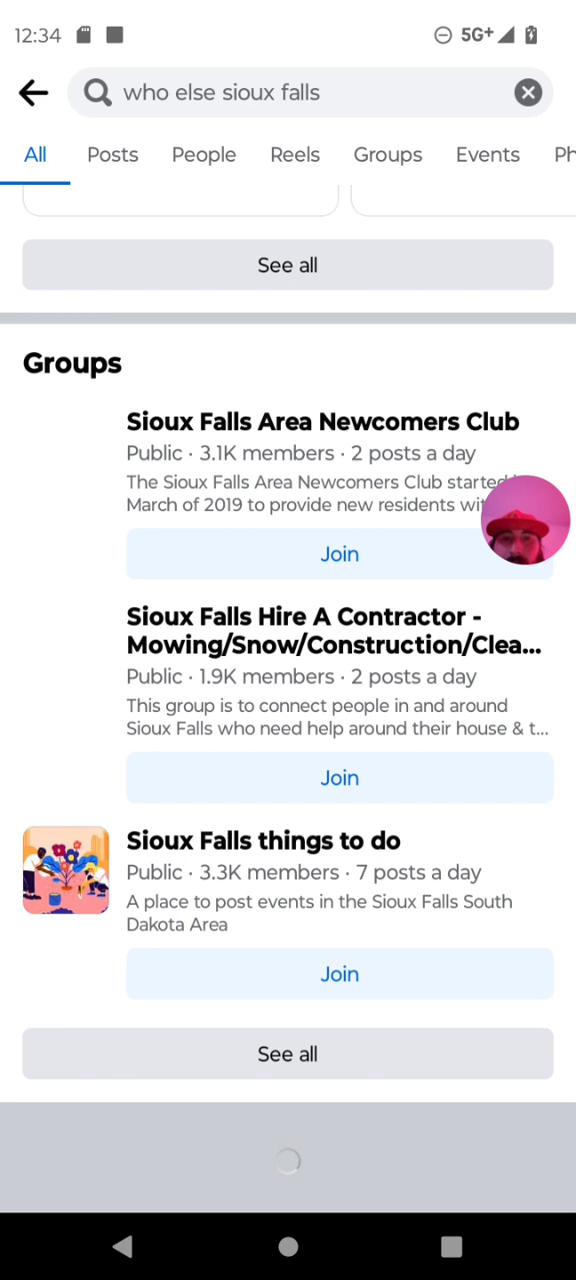 12:34
5G+
who else sioux falls
All Posts People Reels Groups Events Ph
See all
Groups
Sioux Falls Area Newcomers Club
Public · 3.1K members · 2 posts a day
The Sioux Falls Area Newcomers Club started
March of 2019 to provide new residents wit
Join
Sioux Falls Hire A Contractor -
Mowing/Snow/Construction/Clea...
Public · 1.9K members · 2 posts a day
This group is to connect people in and around
Sioux Falls who need help around their house & t...
Join
Sioux Falls things to do
Public · 3.3K members · 7 posts a day
A place to post events in the Sioux Falls South
Dakota Area
Join
See all